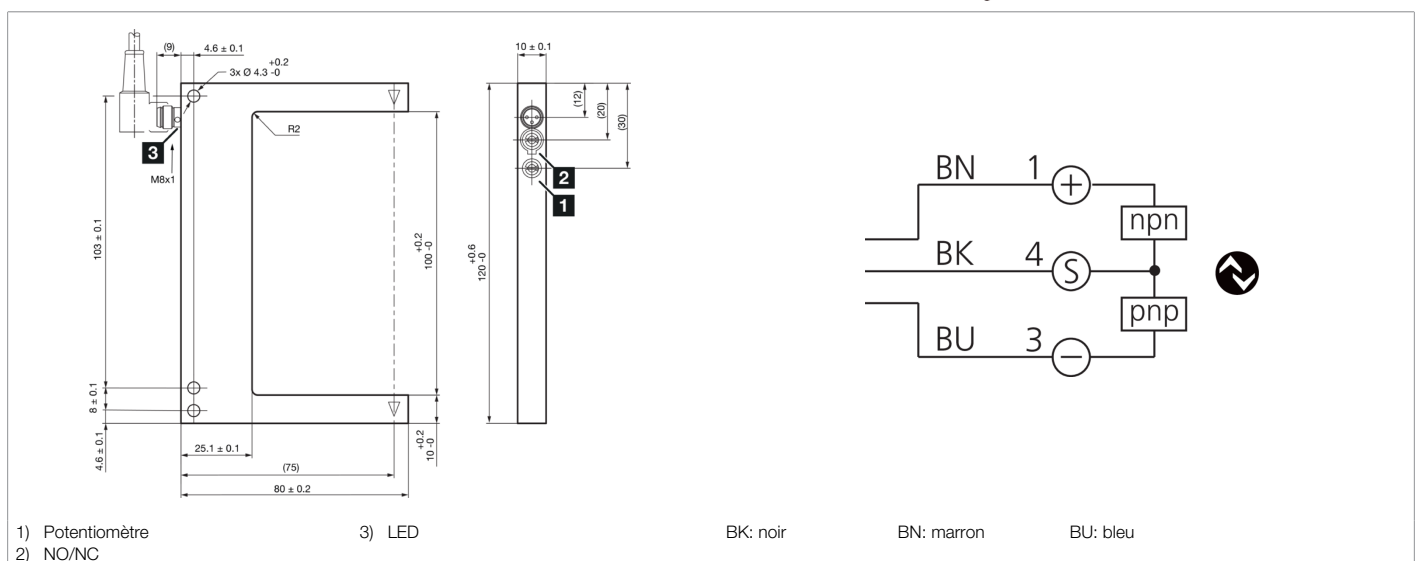 (9)
4.6 ± 0.1
+0.2
3x Ø 4.3 -0
R2
3
M8x1
103 ± 0.1
8 ± 0.1
4.6 ± 0.1
+0.2
100 -0
+0.2
10 -0
25.1 ± 0.1
(75)
80 ± 0.2
10 ± 0.1
(12)
(20)
(30)
2
1
+0.6
120 -0
BN 1 +
npn
BK 4 S
pnp
BU 3 −
1) Potentiomètre
2) NO/NC
3) LED
BK: noir
BN: marron
BU: bleu